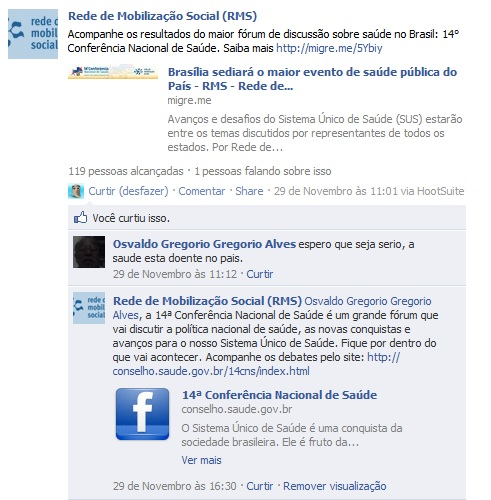 rede de
mobiliz
social
Rede de Mobilização Social (RMS)
Acompanhe os resultados do maior fórum de discussão sobre saúde no Brasil: 14°
Conferência Nacional de Saúde. Saiba mais http://migre.me/5Ybiy
Brasília sediará o maior evento de saúde pública do
País - RMS - Rede de...
migre.me
Avanços e desafios do Sistema Único de Saúde (SUS) estarão
entre os temas discutidos por representantes de todos os
estados. Por Rede de...
119 pessoas alcançadas · 1 pessoas falando sobre isso
Curtir (desfazer) · Comentar · Share · 29 de Novembro às 11:01 via HootSuite
Você curtiu isso.
Osvaldo Gregorio Gregorio Alves espero que seja serio, a
saude esta doente no pais.
29 de Novembro às 11:12 · Curtir
rede d
mobil
social
Rede de Mobilização Social (RMS) Osvaldo Gregorio Gregorio
Alves, a 14ª Conferência Nacional de Saúde é um grande fórum que
vai discutir a política nacional de saúde, as novas conquistas e
avanços para o nosso Sistema Único de Saúde. Fique por dentro do
que vai acontecer. Acompanhe os debates pelo site: http://
conselho.saude.gov.br/14cns/index.html
f
14ª Conferência Nacional de Saúde
conselho.saude.gov.br
O Sistema Único de Saúde é uma conquista da
sociedade brasileira. Ele é fruto da...
Ver mais
29 de Novembro às 16:30 · Curtir · Remover visualização